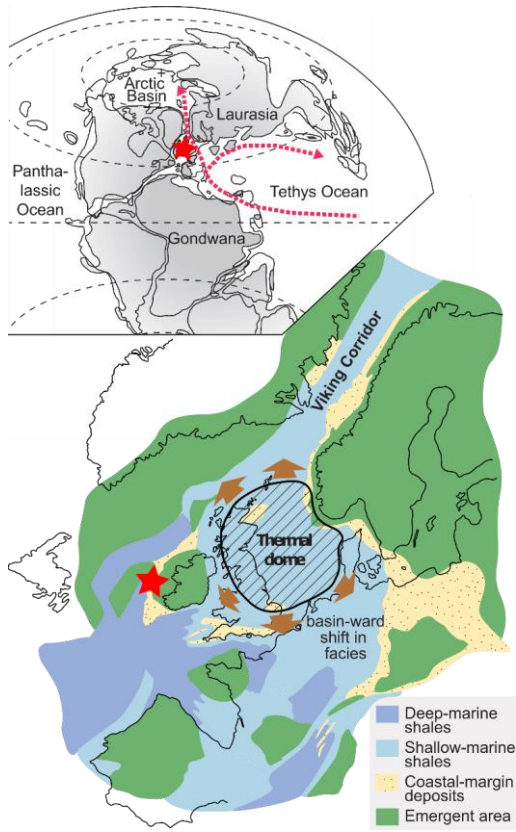 Arctic
Basin
Laurasia
Pantha-
lassic
Ocean
Tethys Ocean
Gondwana
Viking Corridor
Thermal
dome
basin-ward
shift in
facies
Deep-marine
shales
Shallow-marine
shales
Coastal-margin
deposits
Emergent area